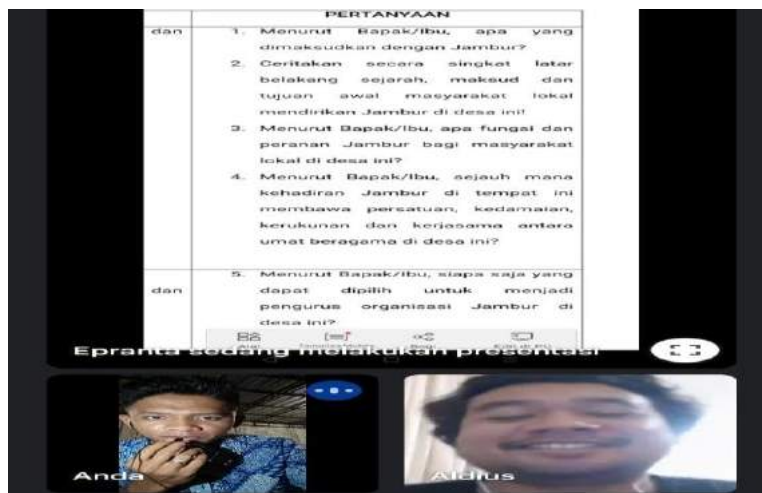 PERTANYAAN
dan
1. Menurut Bapak/Ibu, apa yang
dimaksudkan dengan Jambur?
2. Ceritakan secara singkat latar
belakang sejarah, maksud dan
tujuan awal masyarakat lokal
mendirikan Jambur di desa ini!
3. Menurut Bapak/Ibu, apa fungsi dan
peranan Jambur bagi masyarakat
lokal di desa ini?
4. Menurut Bapak/Ibu, sejauh mana
kehadiran Jambur di tempat ini
membawa persatuan, kedamaian,
kerukunan dan kerjasama antara
umat beragama di desa ini?
5. Menurut Bapak/Ibu, siapa saja yang
dan
dapat dipilih untuk menjadi
pengurus organisasi Jambur di
desa ini?
Epranta sedang melakukan presentasi
Anda
Aldius